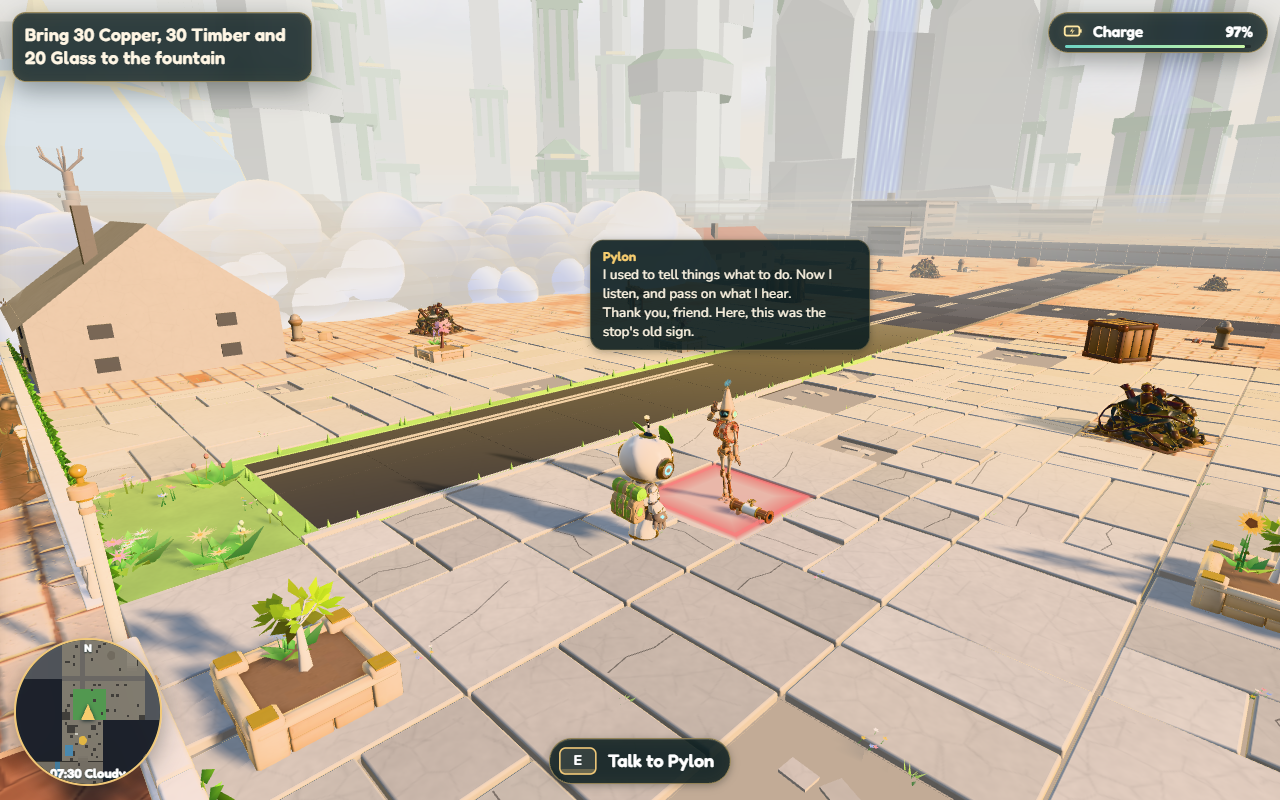 Bring 30 Copper, 30 Timber and
20 Glass to the fountain
Charge 97%
Pylon
I used to tell things what to do. Now I
listen, and pass on what I hear.
Thank you, friend. Here, this was the
stop's old sign.
N
07:30 Cloudy
E Talk to Pylon